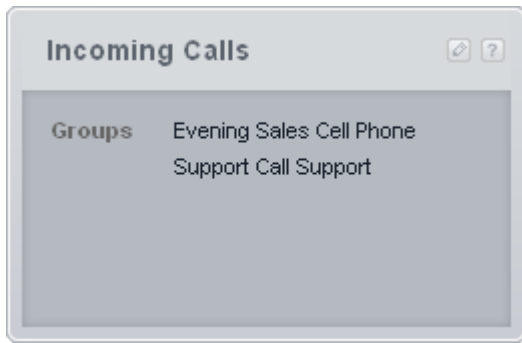 Incoming Calls
?
Groups Evening Sales Cell Phone
Support Call Support